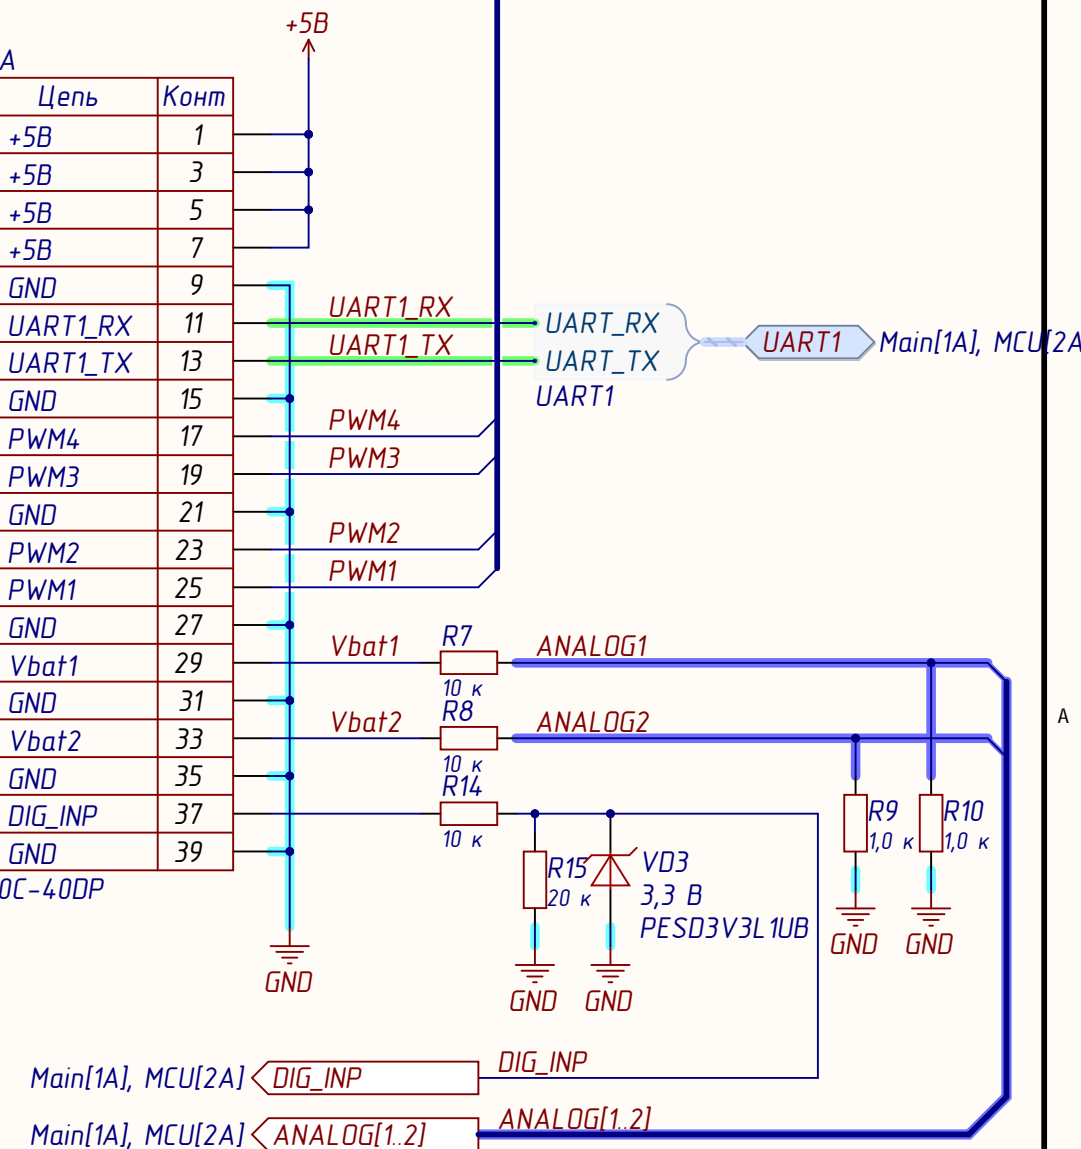 +5В
А
Цепь Конт
+5В 1
+5В 3
+5В 5
+5В 7
GND 9
UART1_RX 11
UART1_TX 13
GND 15
PWM4 17
PWM3 19
GND 21
PWM2 23
PWM1 25
GND 27
Vbat1 29
GND 31
Vbat2 33
GND 35
DIG_INP 37
GND 39
0C-40DP
GND
UART1_RX
UART1_TX
UART_RX
UART_TX
UART1
UART1
Main[1A], MCU[2A
PWM4
PWM3
PWM2
PWM1
Vbat1
R7
10 к
ANALOG1
Vbat2
R8
10 к
ANALOG2
R14
10 к
R15
20 к
VD3
3,3 В
PESD3V3L1UB
GND
GND
R9
1,0 к
R10
1,0 к
GND
GND
A
Main[1A], MCU[2A]
DIG_INP
DIG_INP
Main[1A], MCU[2A]
ANALOG[1..2]
ANALOG[1..2]